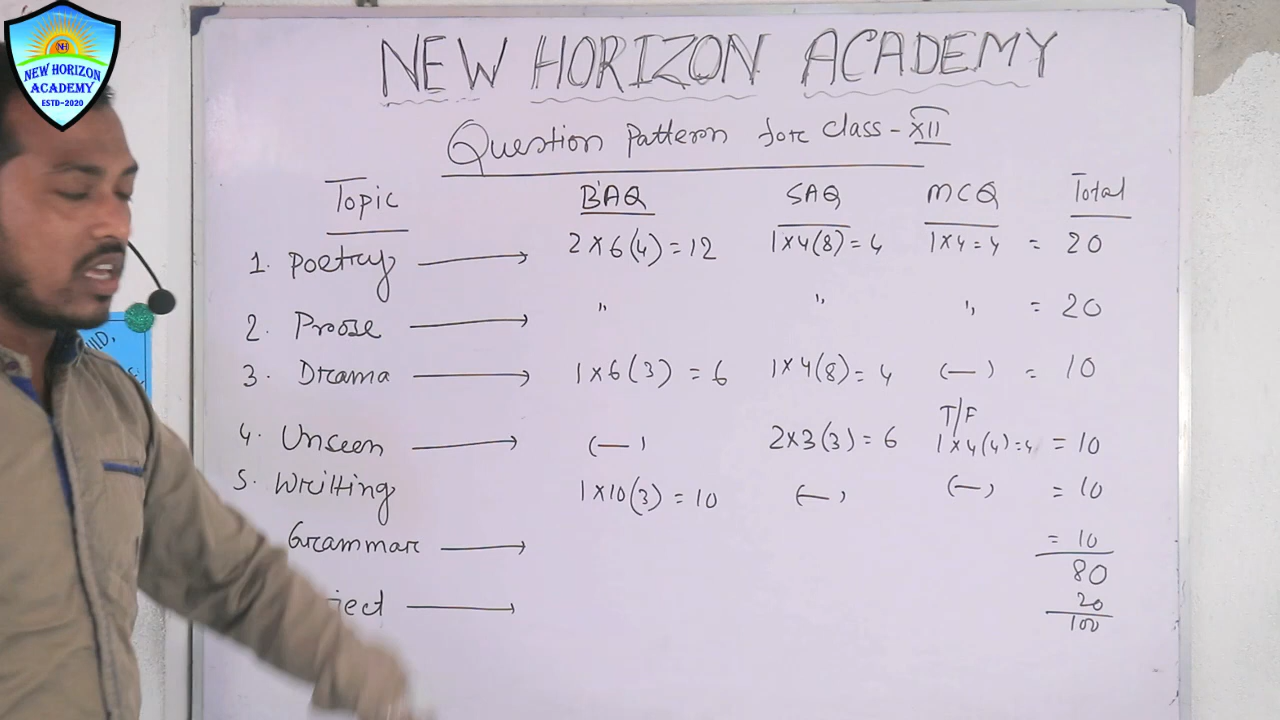 NH
NEW HORIZON
ACADEMY
ESTD-2020
NEW HORIZON ACADEMY
Question Pattern for Class - XII
Topic BAQ SAQ MCQ Total
1. Poetry → 2×6(4)=12 1×4(8)=4 1×4=4 = 20
2. Prose → " " " = 20
3. Drama → 1×6(3)=6 1×4(8)=4 (—) = 10
T/F
4. Unseen → (—) 2×3(3)=6 1×4(4)=4 = 10
5. Writting 1×10(3)=10 (—) (—) = 10
Grammar → = 10
80
ject → 20
100